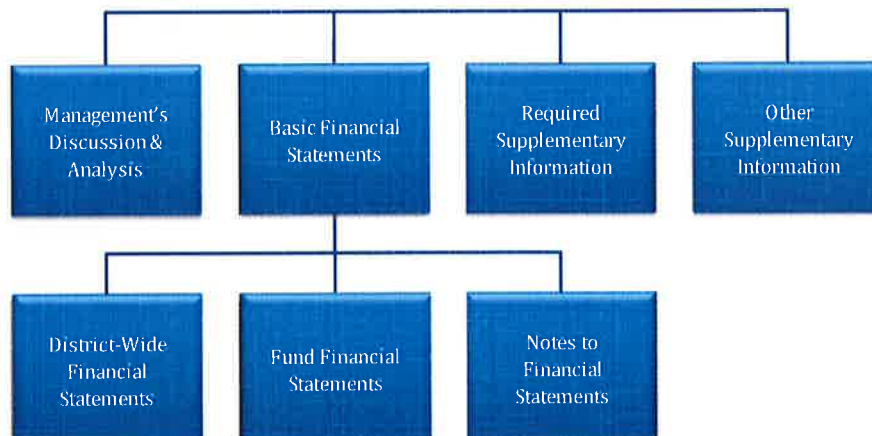 Management's
Discussion &
Analysis
Basic Financial
Statements
Required
Supplementary
Information
Other
Supplementary
Information
District-Wide
Financial
Statements
Fund Financial
Statements
Notes to
Financial
Statements